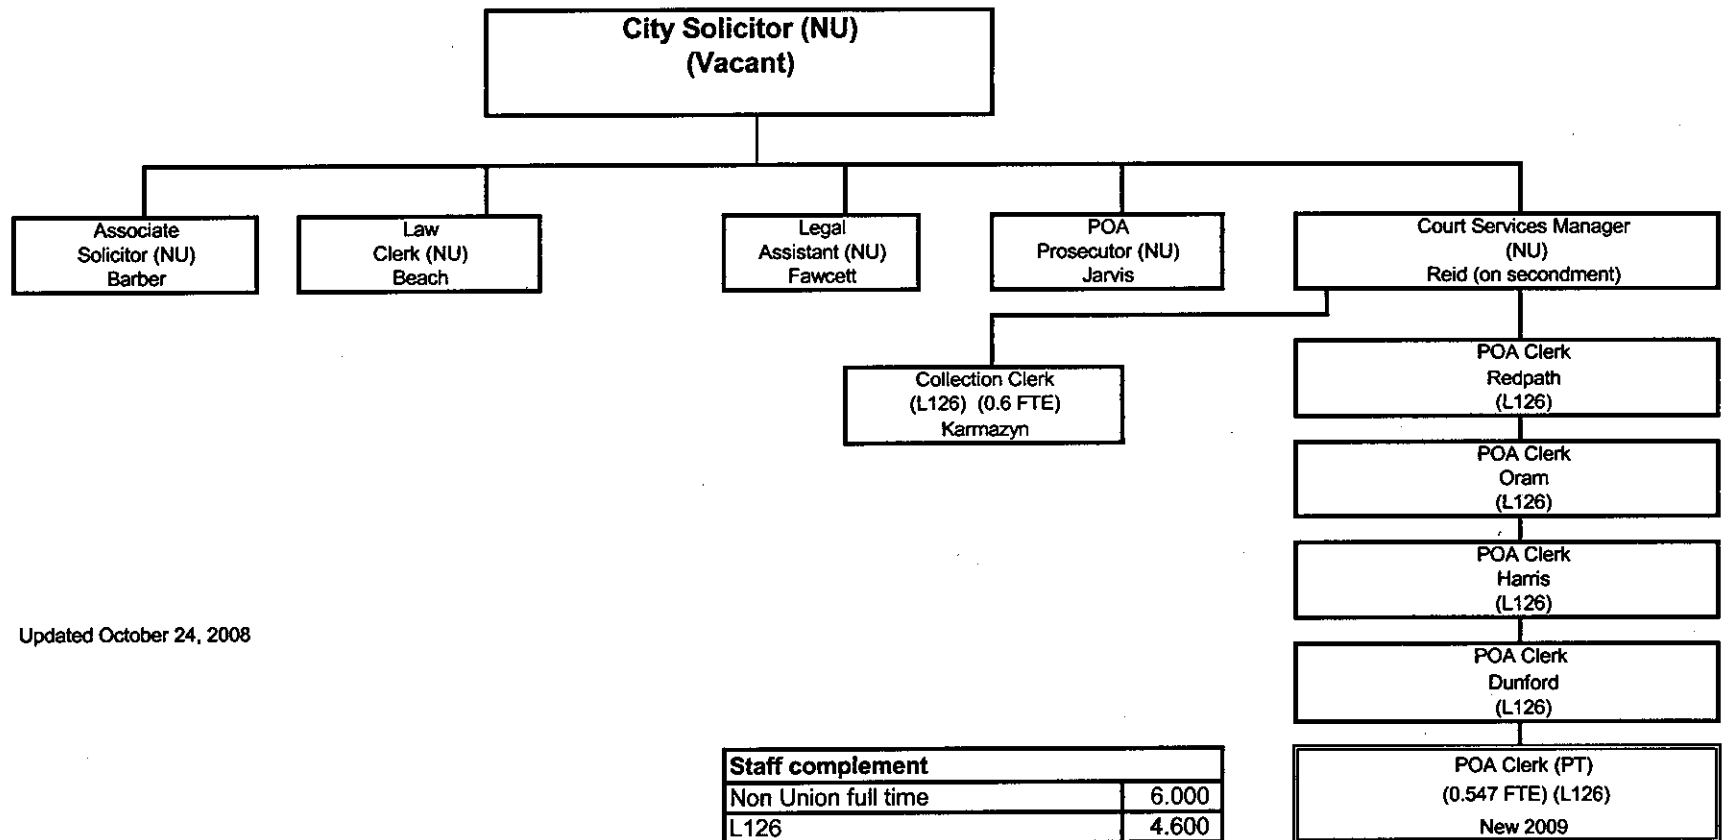 City Solicitor (NU)
(Vacant)
Associate
Solicitor (NU)
Barber
Law
Clerk (NU)
Beach
Legal
Assistant (NU)
Fawcett
POA
Prosecutor (NU)
Jarvis
Court Services Manager
(NU)
Reid (on secondment)
Collection Clerk
(L126) (0.6 FTE)
Karmazyn
POA Clerk
Redpath
(L126)
POA Clerk
Oram
(L126)
POA Clerk
Harris
(L126)
POA Clerk
Dunford
(L126)
POA Clerk (PT)
(0.547 FTE) (L126)
New 2009
Updated October 24, 2008
Staff complement
Non Union full time 6.000
L126 4.600